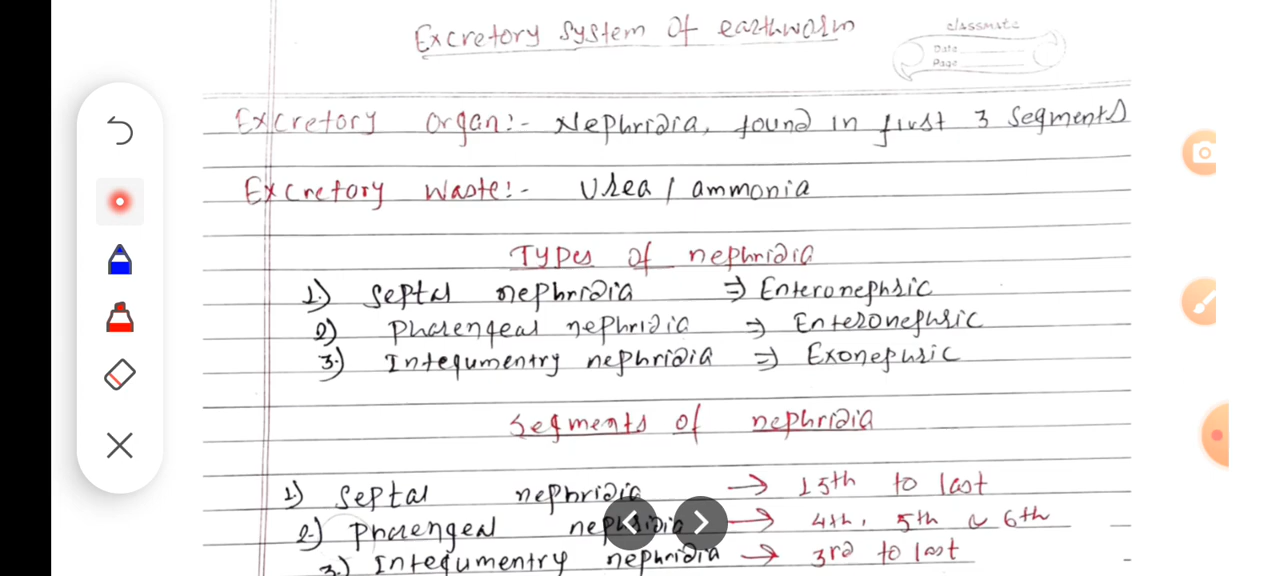 Excretory system of earthworm
classmate
Date
Page
Excretory Organ:- Nephridia, found in first 3 segments
Excretory Waste:- Urea / ammonia
Types of nephridia
1.) Septal nephridia ⇒ Enteronephric
2) Pharengeal nephridia ⇒ Enteronephric
3.) Integumentry nephridia ⇒ Exonephric
Segments of nephridia
1) Septal nephridia → 15th to last
2.) Pharengeal nephridia → 4th, 5th & 6th
3.) Integumentry nephridia → 3rd to last